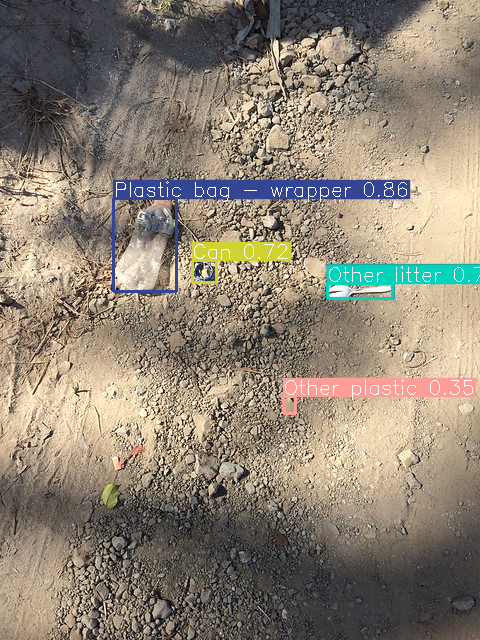 Plastic bag – wrapper 0.86
Can 0.72
Other litter 0.7
Other plastic 0.35